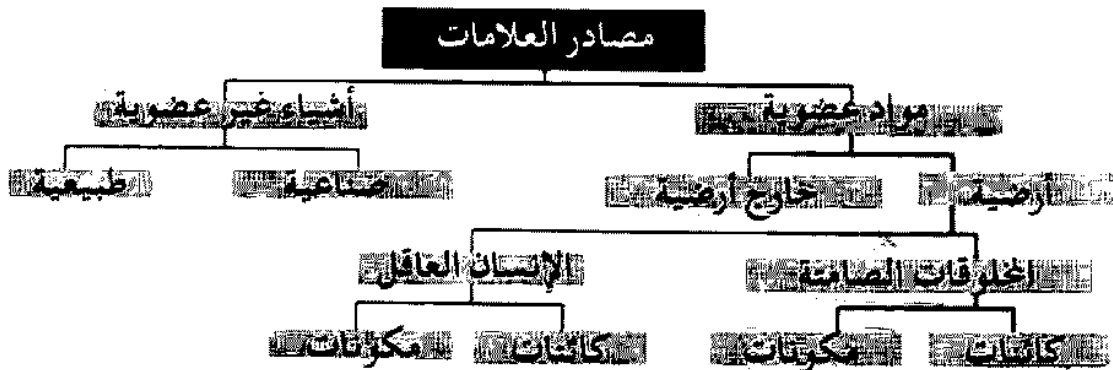 مصادر العلامات
مواد عضوية
أشياء غير عضوية
أرضية
خارج أرضية
صناعية
طبيعية
المخلوقات الصامتة
الإنسان العاقل
كائنات
مكونات
كائنات
مكونات